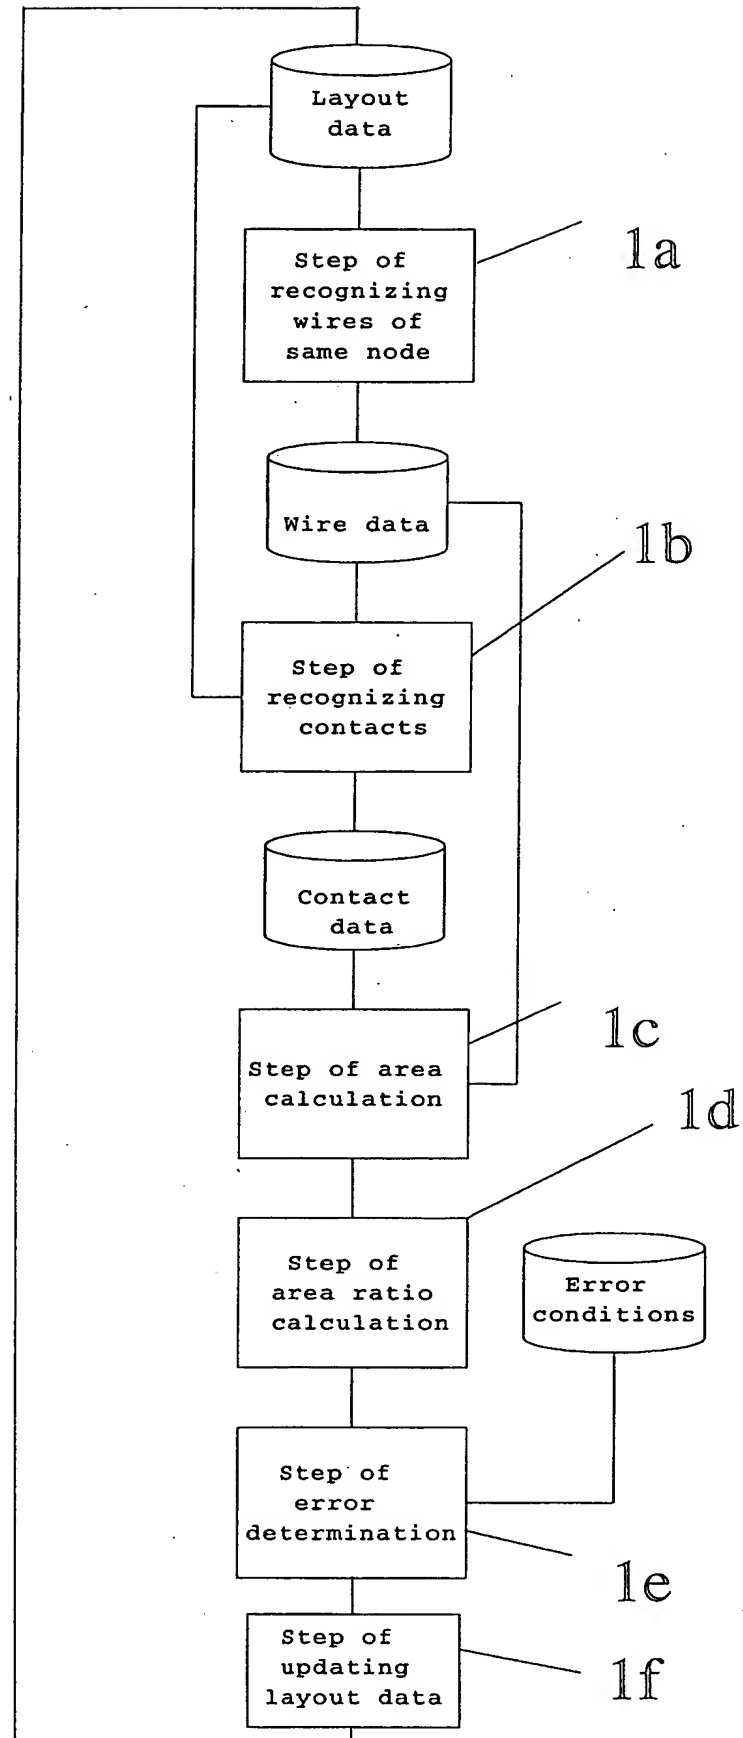 Layout
data
Step of
recognizing
wires of
same node
1a
Wire data
1b
Step of
recognizing
contacts
Contact
data
1c
Step of area
calculation
1d
Step of
area ratio
calculation
Error
conditions
Step of
error
determination
1e
Step of
updating
layout data
1f